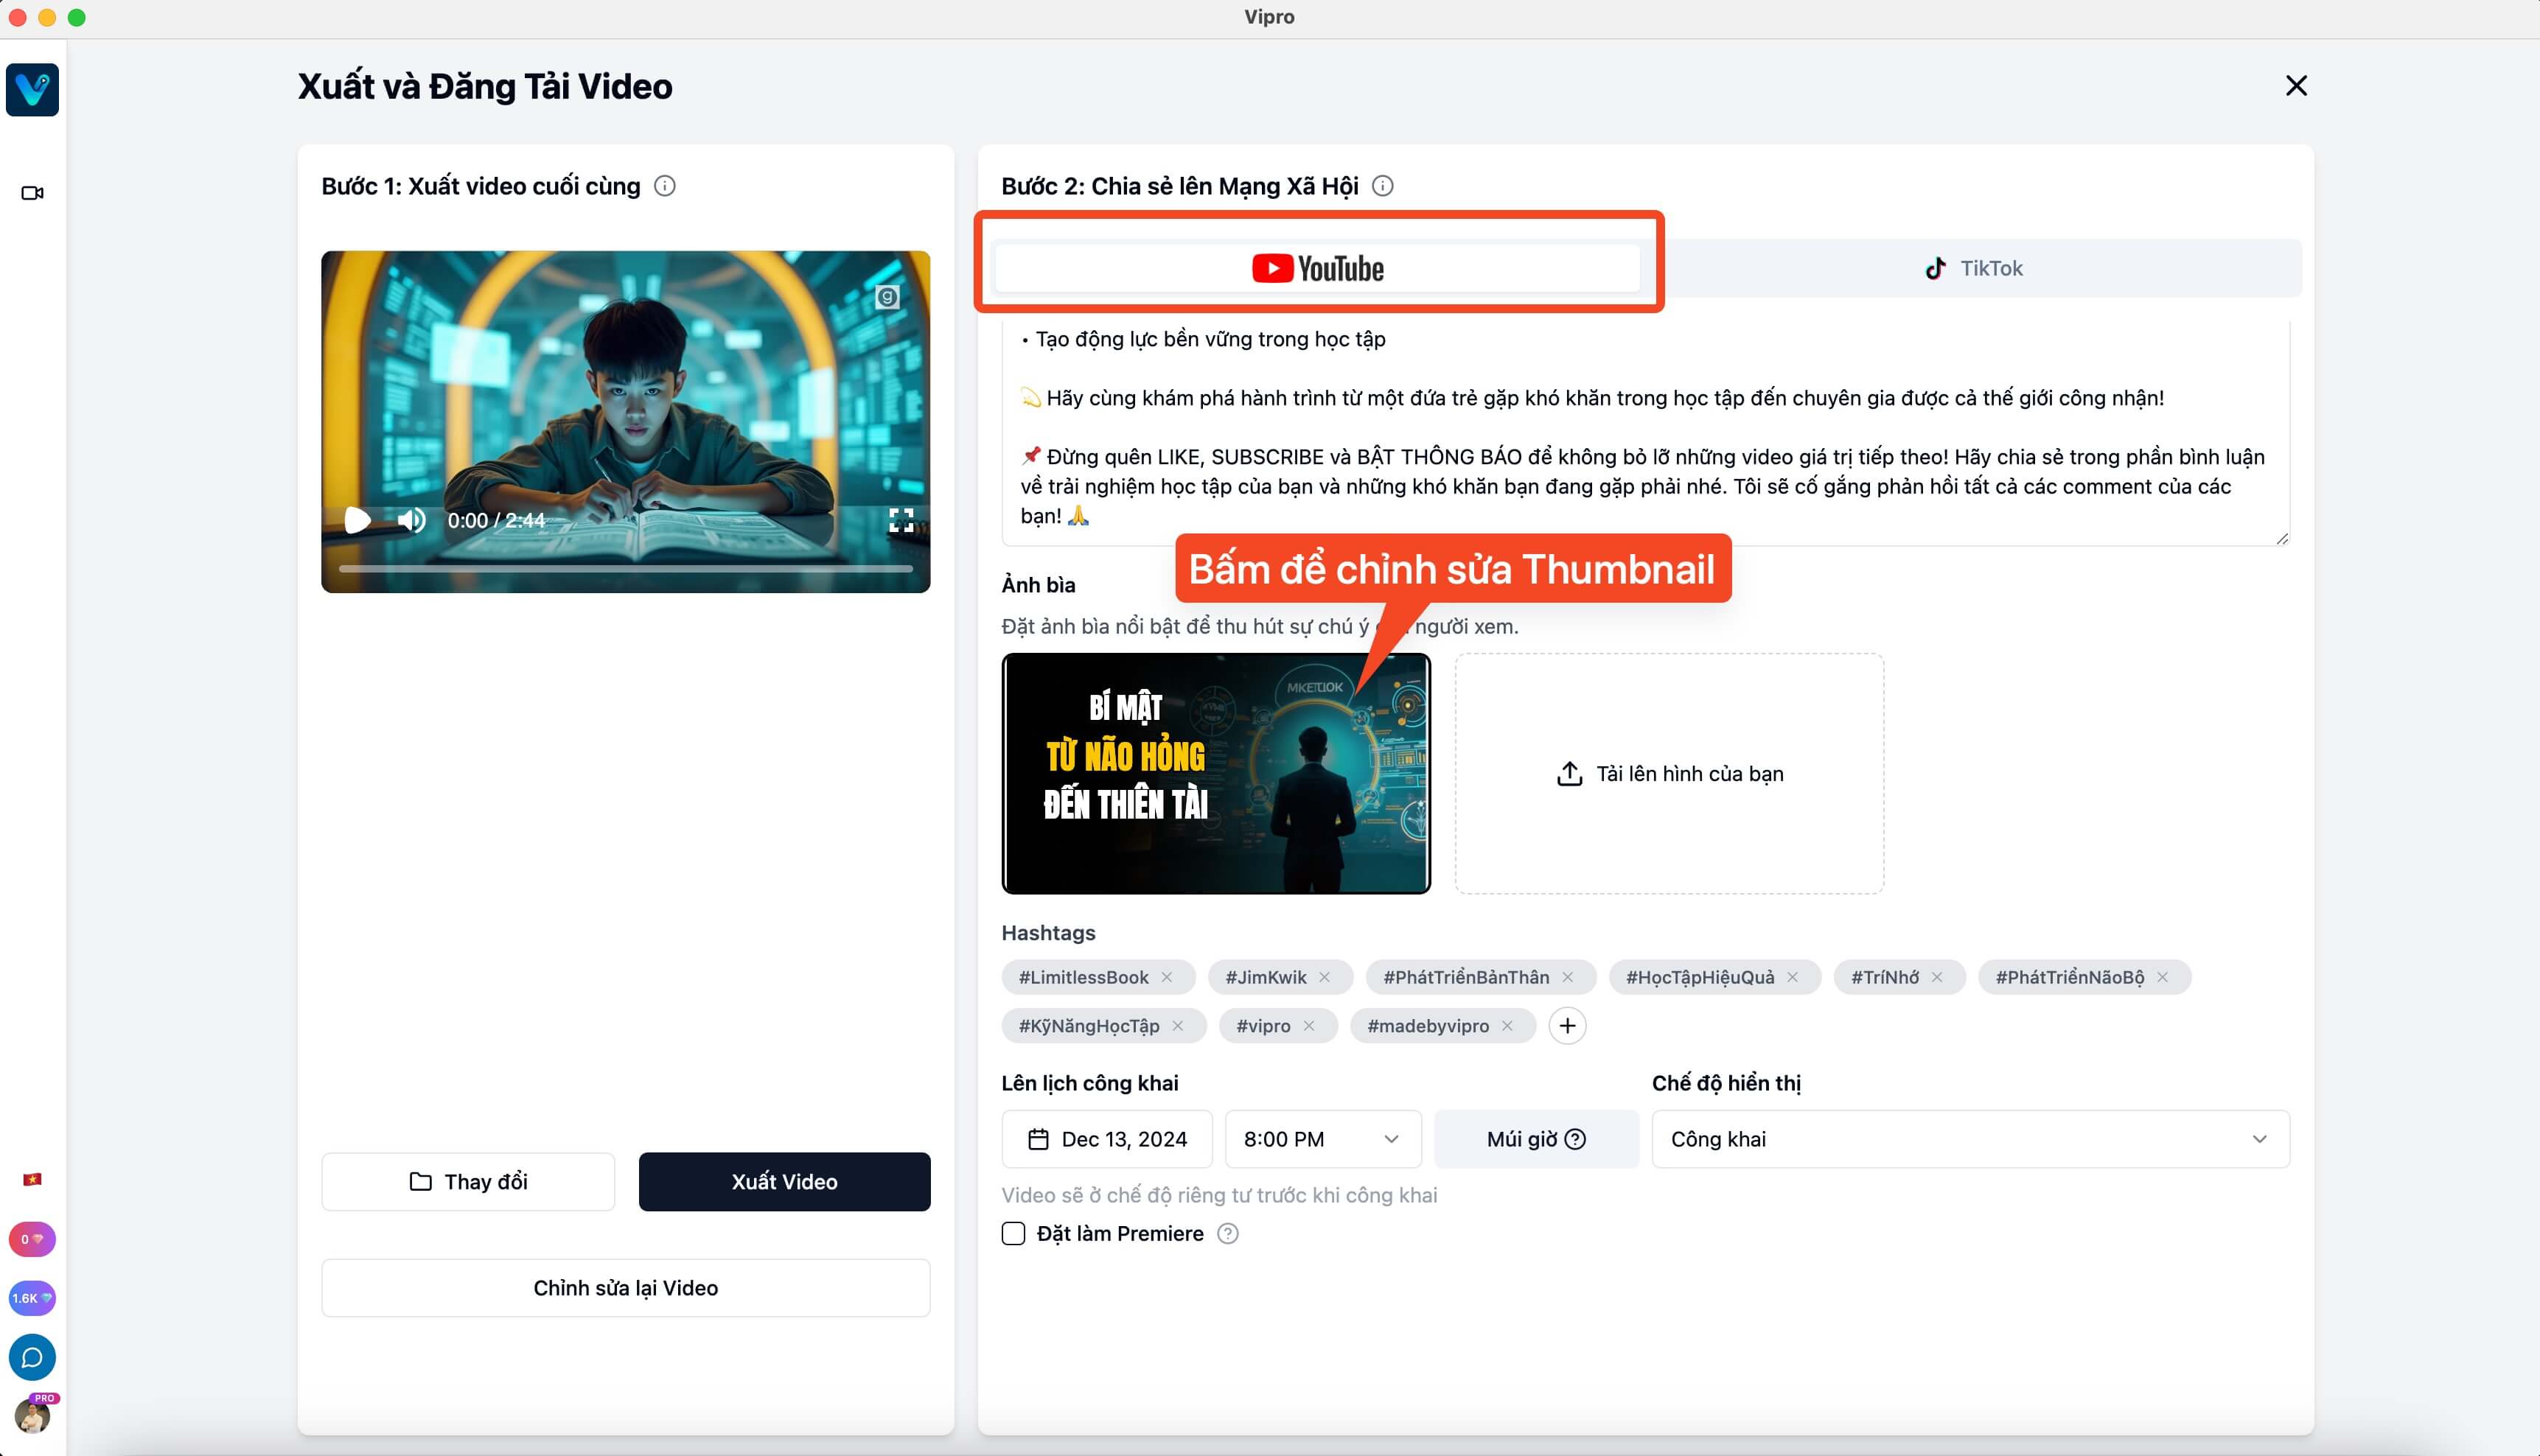 Vipro
Xuất và Đăng Tải Video
Bước 1: Xuất video cuối cùng
0:00 / 2:44
Thay đổi
Xuất Video
Chỉnh sửa lại Video
Bước 2: Chia sẻ lên Mạng Xã Hội
YouTube
TikTok
• Tạo động lực bền vững trong học tập
💫 Hãy cùng khám phá hành trình từ một đứa trẻ gặp khó khăn trong học tập đến chuyên gia được cả thế giới công nhận!
📌 Đừng quên LIKE, SUBSCRIBE và BẬT THÔNG BÁO để không bỏ lỡ những video giá trị tiếp theo! Hãy chia sẻ trong phần bình luận
về trải nghiệm học tập của bạn và những khó khăn bạn đang gặp phải nhé. Tôi sẽ cố gắng phản hồi tất cả các comment của các
bạn! 🙏
Bấm để chỉnh sửa Thumbnail
Ảnh bìa
Đặt ảnh bìa nổi bật để thu hút sự chú ý người xem.
MKETLIOK
BÍ MẬT
TỪ NÃO HỎNG
ĐẾN THIÊN TÀI
Tải lên hình của bạn
Hashtags
#LimitlessBook #JimKwik #PhátTriểnBảnThân #HọcTậpHiệuQuả #TríNhớ #PhátTriểnNãoBộ
#KỹNăngHọcTập #vipro #madebyvipro
Lên lịch công khai
Chế độ hiển thị
Dec 13, 2024
8:00 PM
Múi giờ
Công khai
Video sẽ ở chế độ riêng tư trước khi công khai
Đặt làm Premiere
0
1.6K
PRO